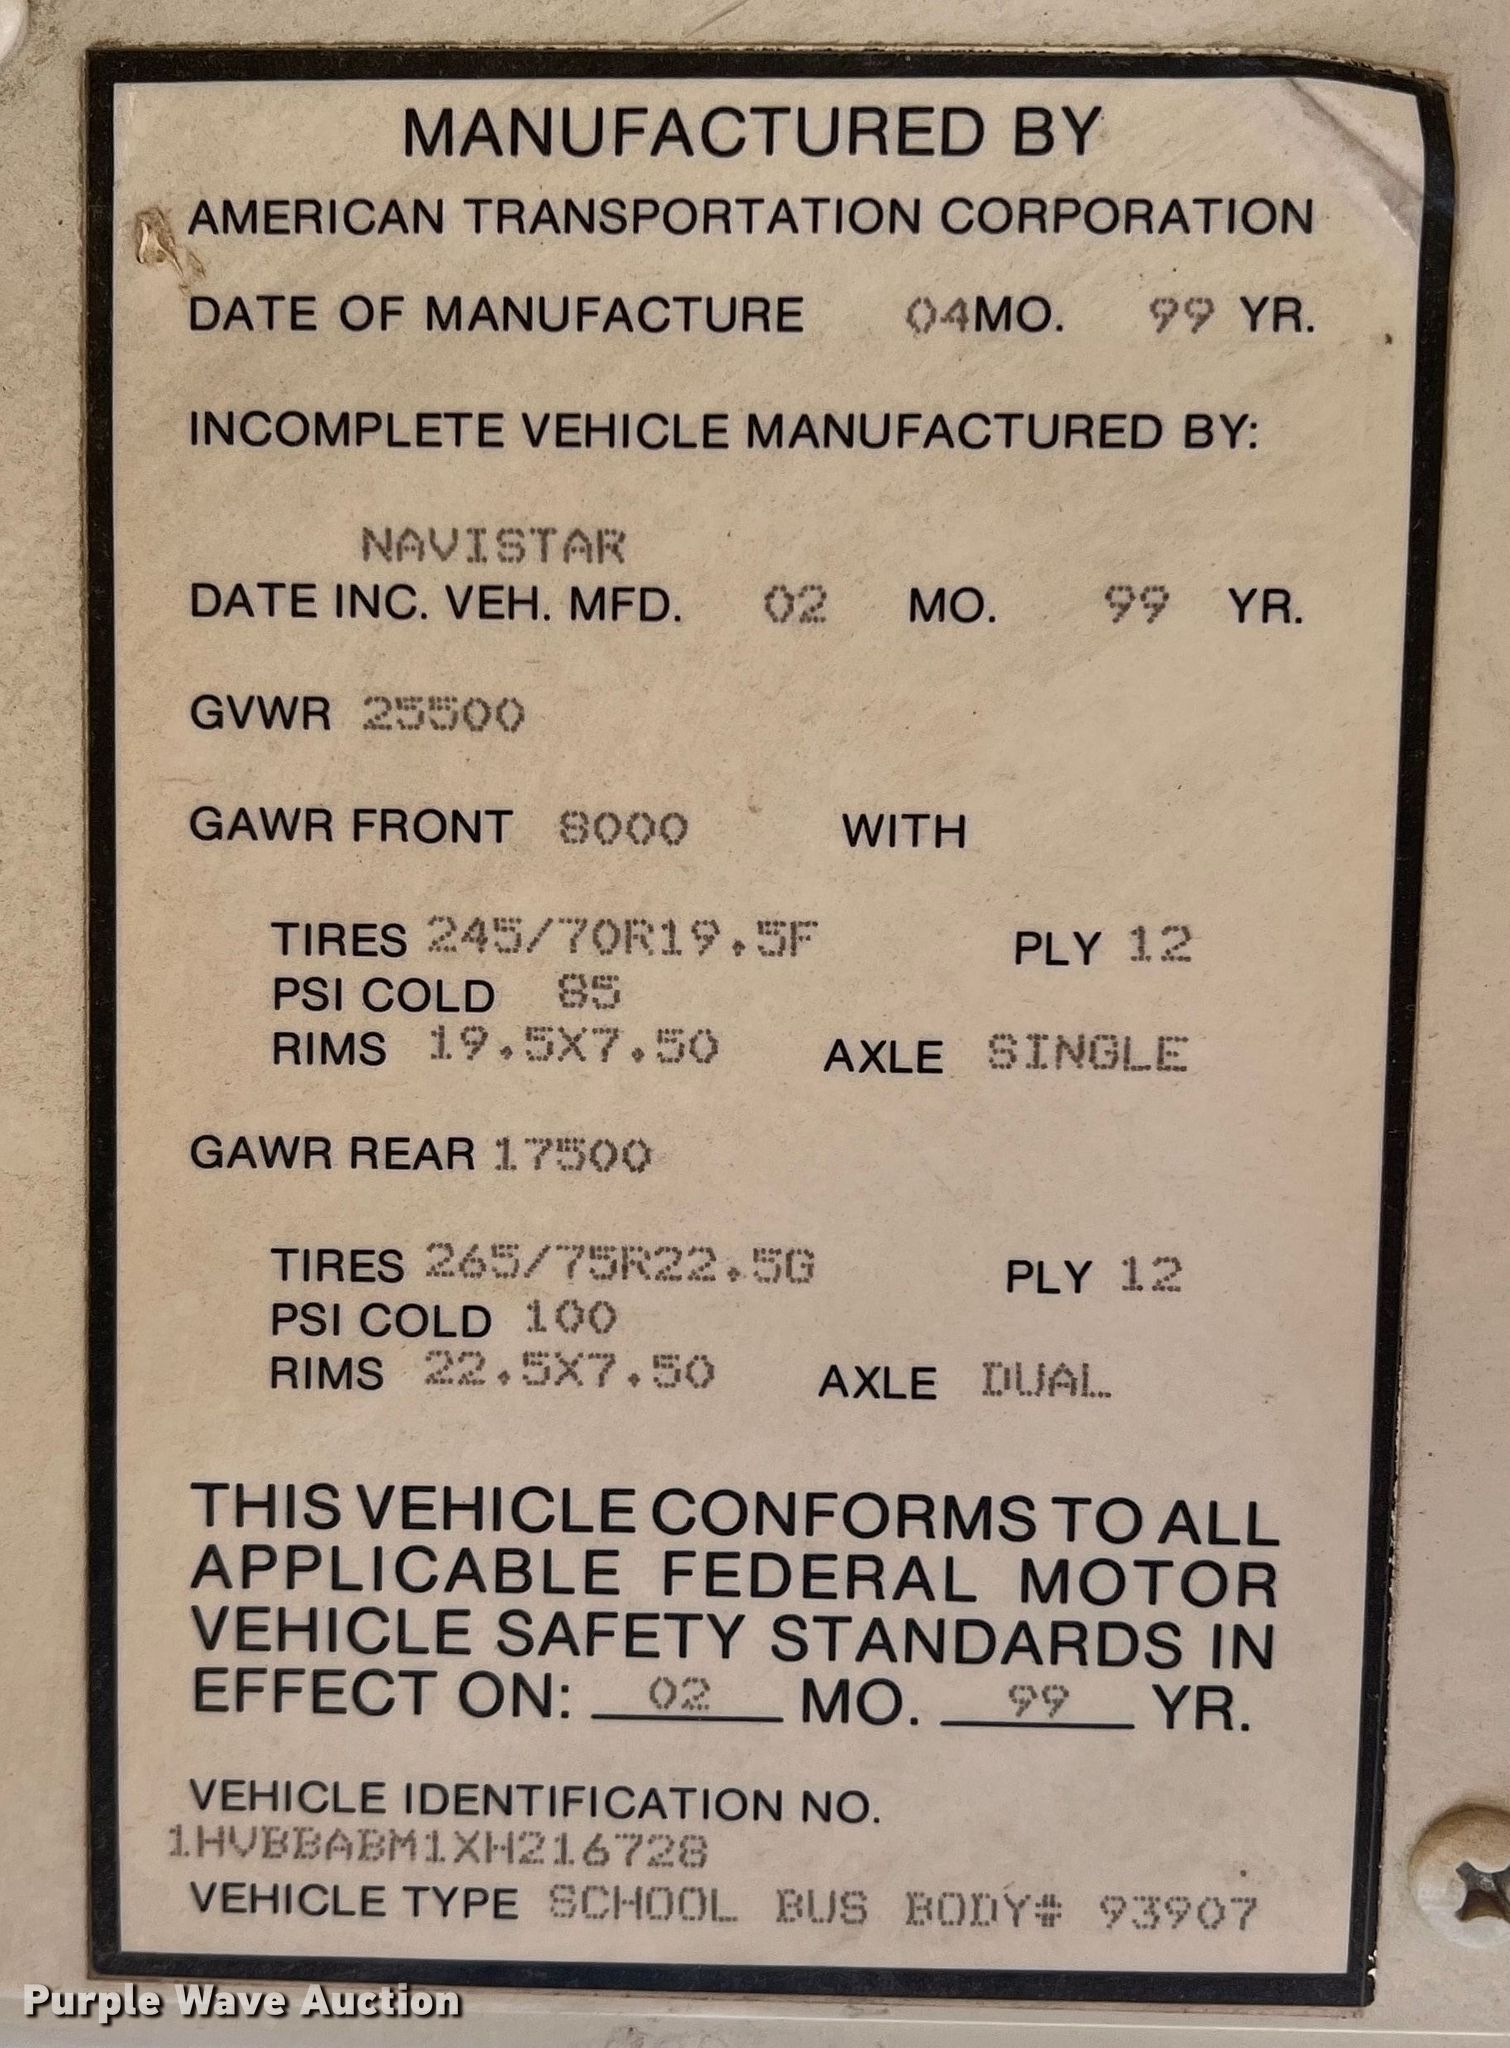 MANUFACTURED BY
AMERICAN TRANSPORTATION CORPORATION
DATE OF MANUFACTURE 04 MO. 99 YR.
INCOMPLETE VEHICLE MANUFACTURED BY:
NAVISTAR
DATE INC. VEH. MFD. 02 MO. 99 YR.
GVWR 25500
GAWR FRONT 8000 WITH
TIRES 245/70R19.5F PLY 12
PSI COLD 85
RIMS 19.5X7.50 AXLE SINGLE
GAWR REAR 17500
TIRES 265/75R22.5G PLY 12
PSI COLD 100
RIMS 22.5X7.50 AXLE DUAL
THIS VEHICLE CONFORMS TO ALL
APPLICABLE FEDERAL MOTOR
VEHICLE SAFETY STANDARDS IN
EFFECT ON: 02 MO. 99 YR.
VEHICLE IDENTIFICATION NO.
1HVBBABM1XH216728
VEHICLE TYPE SCHOOL BUS BODY# 93907
Purple Wave Auction